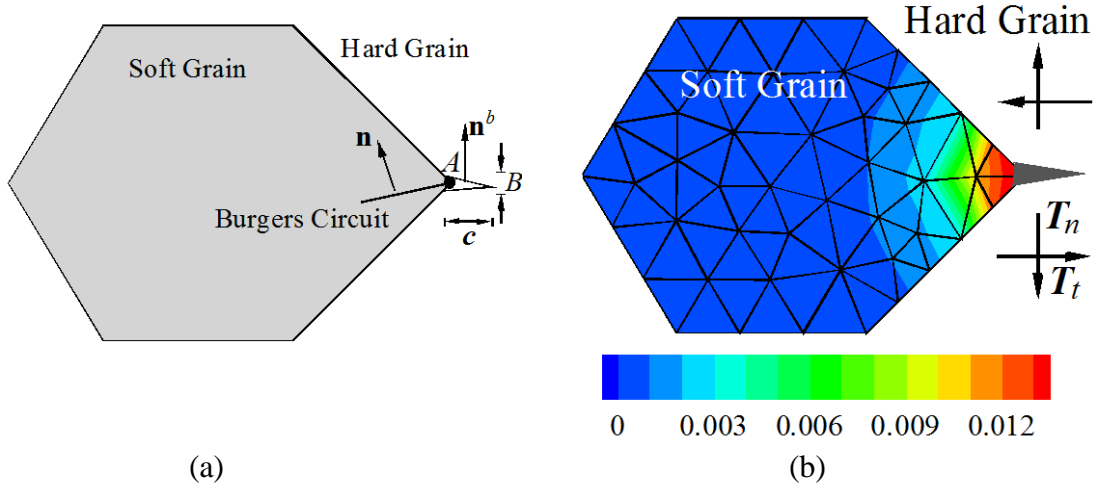 Soft Grain
Hard Grain
n
n^b
A
B
Burgers Circuit
c
(a)
Hard Grain
Soft Grain
T_n
T_t
0 0.003 0.006 0.009 0.012
(b)